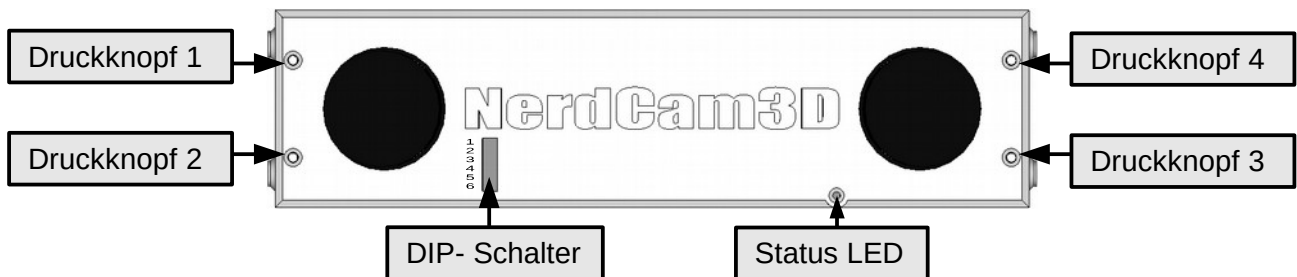 Druckknopf 1
Druckknopf 4
NerdCam3D
1
2
3
4
5
6
Druckknopf 2
Druckknopf 3
DIP- Schalter
Status LED